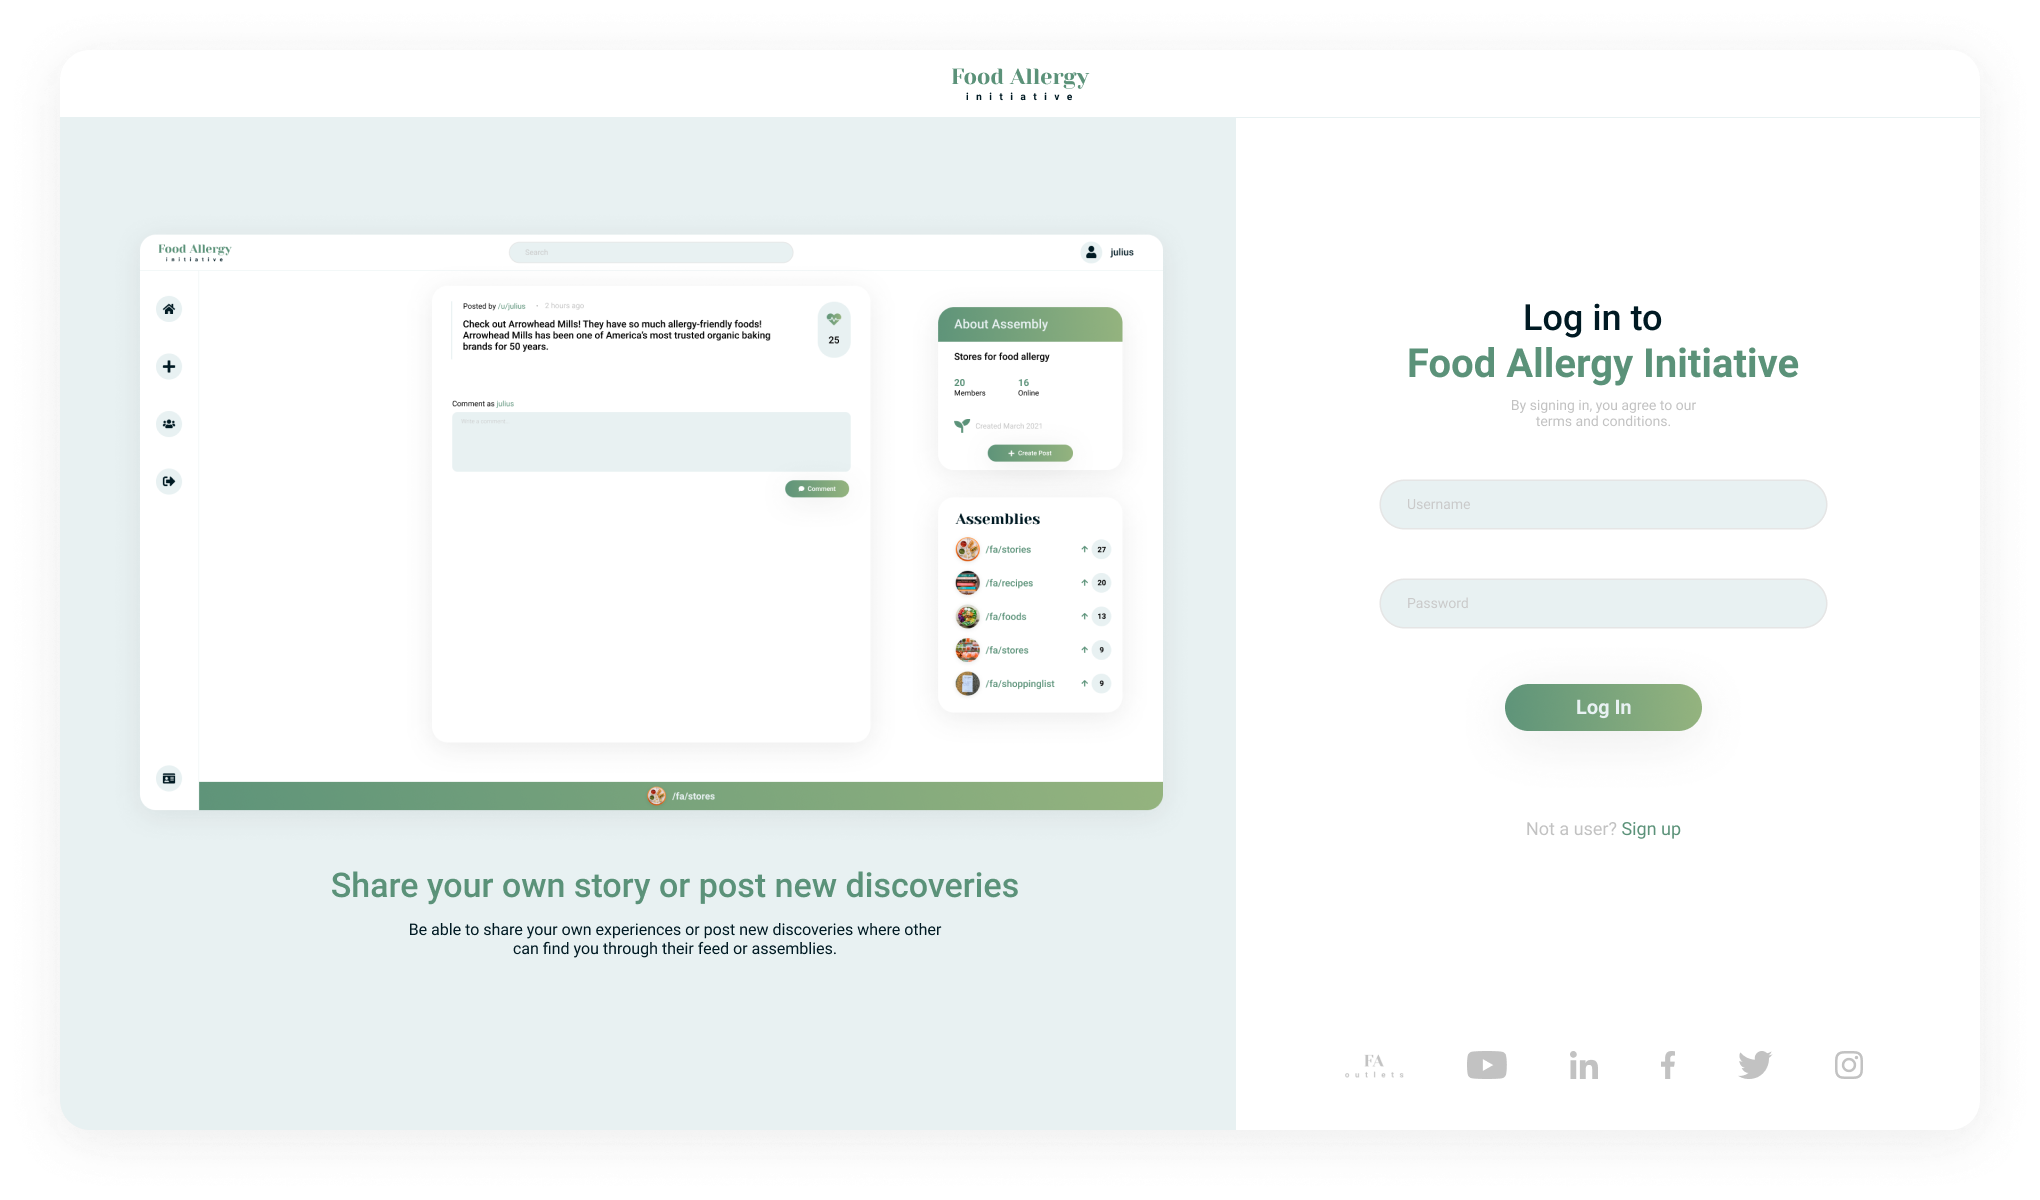 Food Allergy
initiative
Food Allergy
initiative
Search
julius
Posted by /u/julius • 2 hours ago
Check out Arrowhead Mills! They have so much allergy-friendly foods!
Arrowhead Mills has been one of America's most trusted organic baking
brands for 50 years.
25
Comment as julius
Write a comment
Comment
About Assembly
Stores for food allergy
20
Members
16
Online
Created March 2021
Create Post
Assemblies
/fa/stories 27
/fa/recipes 20
/fa/foods 13
/fa/stores 9
/fa/shoppinglist 9
/fa/stores
Share your own story or post new discoveries
Be able to share your own experiences or post new discoveries where other
can find you through their feed or assemblies.
Log in to
Food Allergy Initiative
By signing in, you agree to our
terms and conditions.
Username
Password
Log In
Not a user? Sign up
FA
outlets